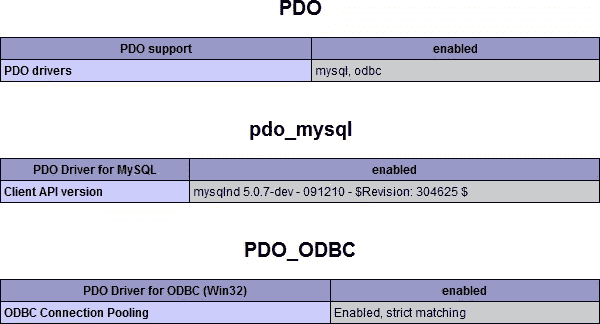 PDO
PDO support enabled
PDO drivers mysql, odbc
pdo_mysql
PDO Driver for MySQL enabled
Client API version mysqlnd 5.0.7-dev - 091210 - $Revision: 304625 $
PDO_ODBC
PDO Driver for ODBC (Win32) enabled
ODBC Connection Pooling Enabled, strict matching